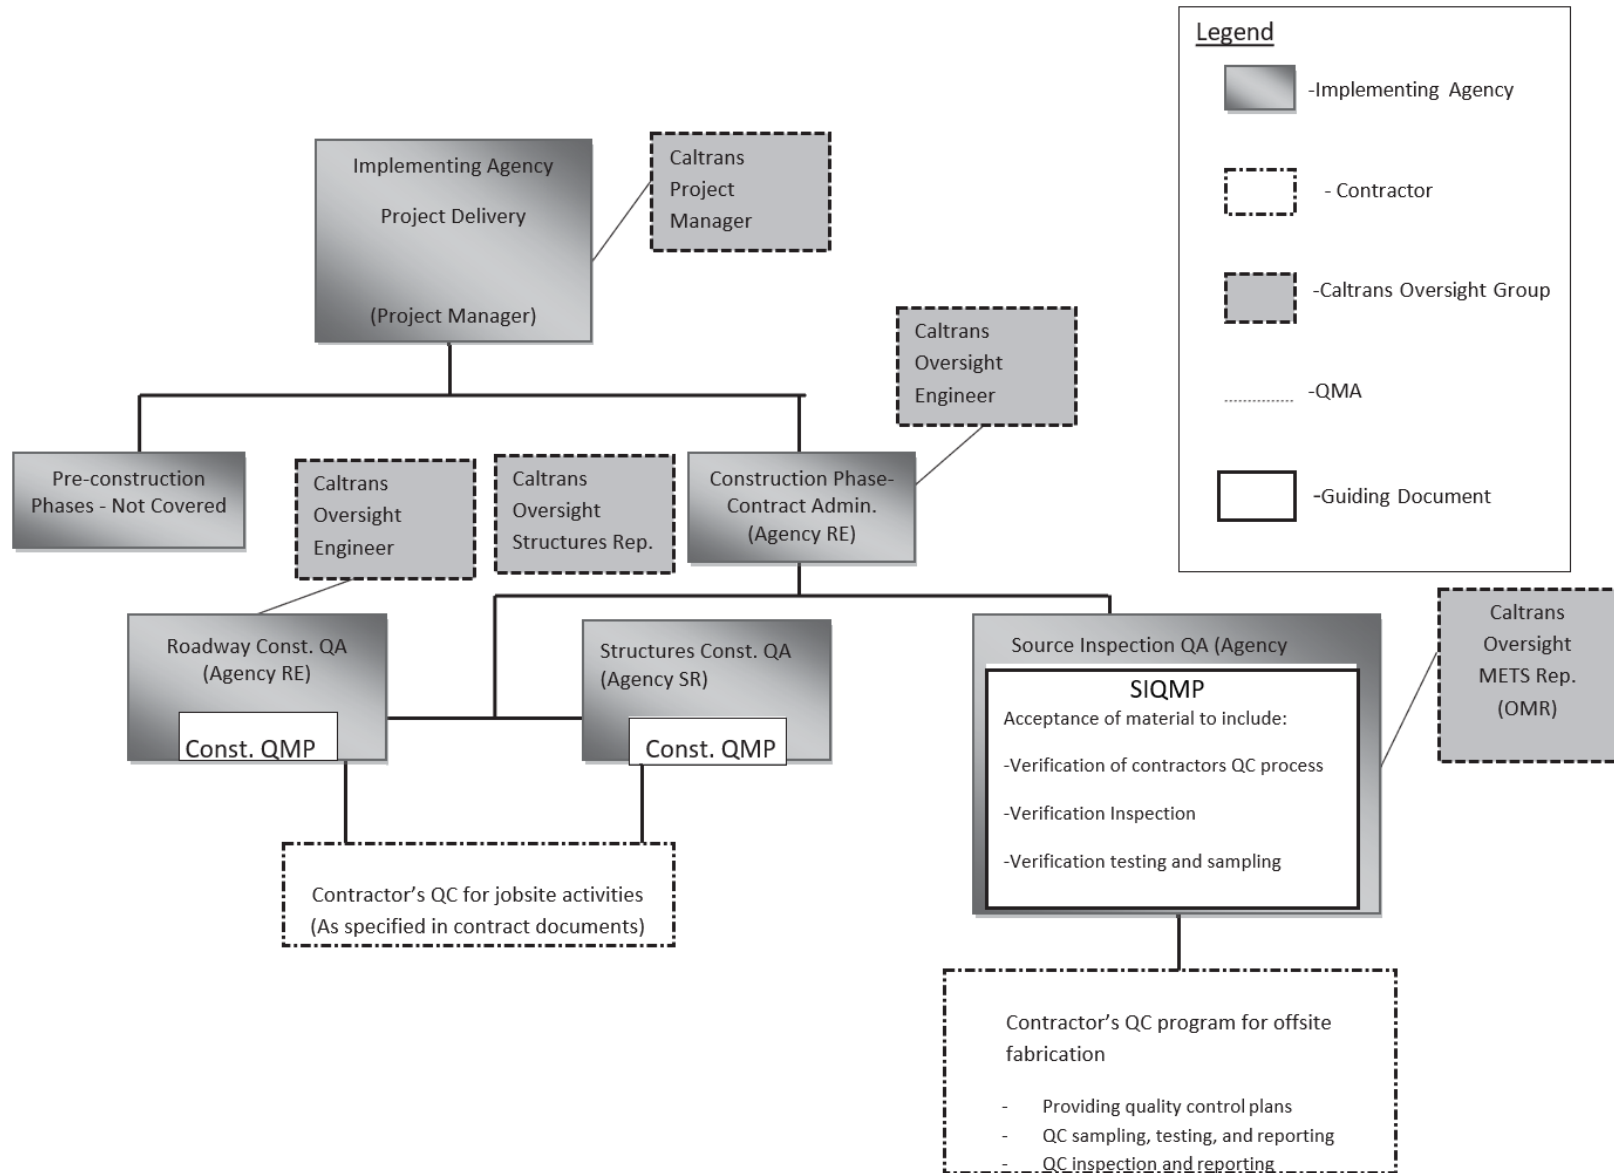 Legend
-Implementing Agency
- Contractor
-Caltrans Oversight Group
-QMA
-Guiding Document
Implementing Agency
Project Delivery
(Project Manager)
Caltrans
Project
Manager
Caltrans
Oversight
Engineer
Pre-construction
Phases - Not Covered
Caltrans
Oversight
Engineer
Caltrans
Oversight
Structures Rep.
Construction Phase-
Contract Admin.
(Agency RE)
Roadway Const. QA
(Agency RE)
Const. QMP
Structures Const. QA
(Agency SR)
Const. QMP
Source Inspection QA (Agency
SIQMP
Acceptance of material to include:
-Verification of contractors QC process
-Verification Inspection
-Verification testing and sampling
Caltrans
Oversight
METS Rep.
(OMR)
Contractor’s QC for jobsite activities
(As specified in contract documents)
Contractor’s QC program for offsite
fabrication
- Providing quality control plans
- QC sampling, testing, and reporting
- QC inspection and reporting